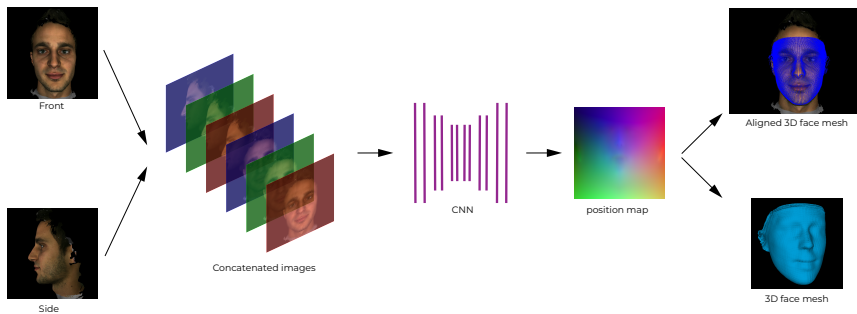 Front
Side
Concatenated images
CNN
position map
Aligned 3D face mesh
3D face mesh